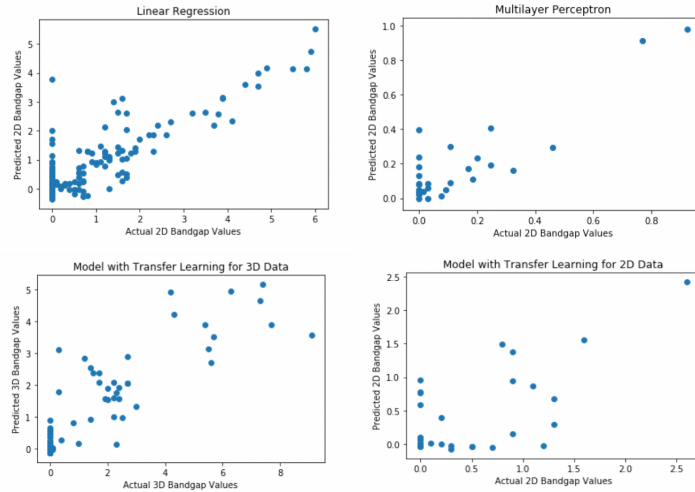 Linear Regression
Predicted 2D Bandgap Values
5
4
3
2
1
0
0 1 2 3 4 5 6
Actual 2D Bandgap Values
Multilayer Perceptron
Predicted 2D Bandgap Values
1.0
0.8
0.6
0.4
0.2
0.0
0.0 0.2 0.4 0.6 0.8
Actual 2D Bandgap Values
Model with Transfer Learning for 3D Data
Predicted 3D Bandgap Values
5
4
3
2
1
0
0 2 4 6 8
Actual 3D Bandgap Values
Model with Transfer Learning for 2D Data
Predicted 2D Bandgap Values
2.5
2.0
1.5
1.0
0.5
0.0
0.0 0.5 1.0 1.5 2.0 2.5
Actual 2D Bandgap Values